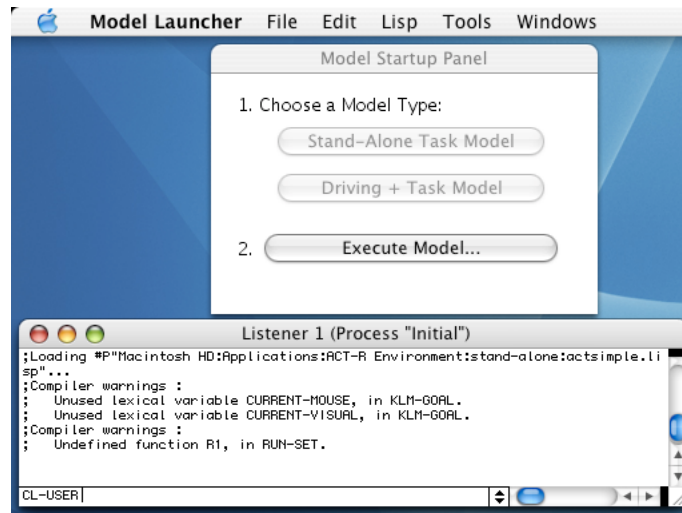 Model Launcher File Edit Lisp Tools Windows
Model Startup Panel
1. Choose a Model Type:
Stand-Alone Task Model
Driving + Task Model
2. Execute Model...
Listener 1 (Process "Initial")
;Loading #P"Macintosh HD:Applications:ACT-R Environment:stand-alone:actsimple.li
sp"...
;Compiler warnings :
;   Unused lexical variable CURRENT-MOUSE, in KLM-GOAL.
;   Unused lexical variable CURRENT-VISUAL, in KLM-GOAL.
;Compiler warnings :
;   Undefined function R1, in RUN-SET.
CL-USER